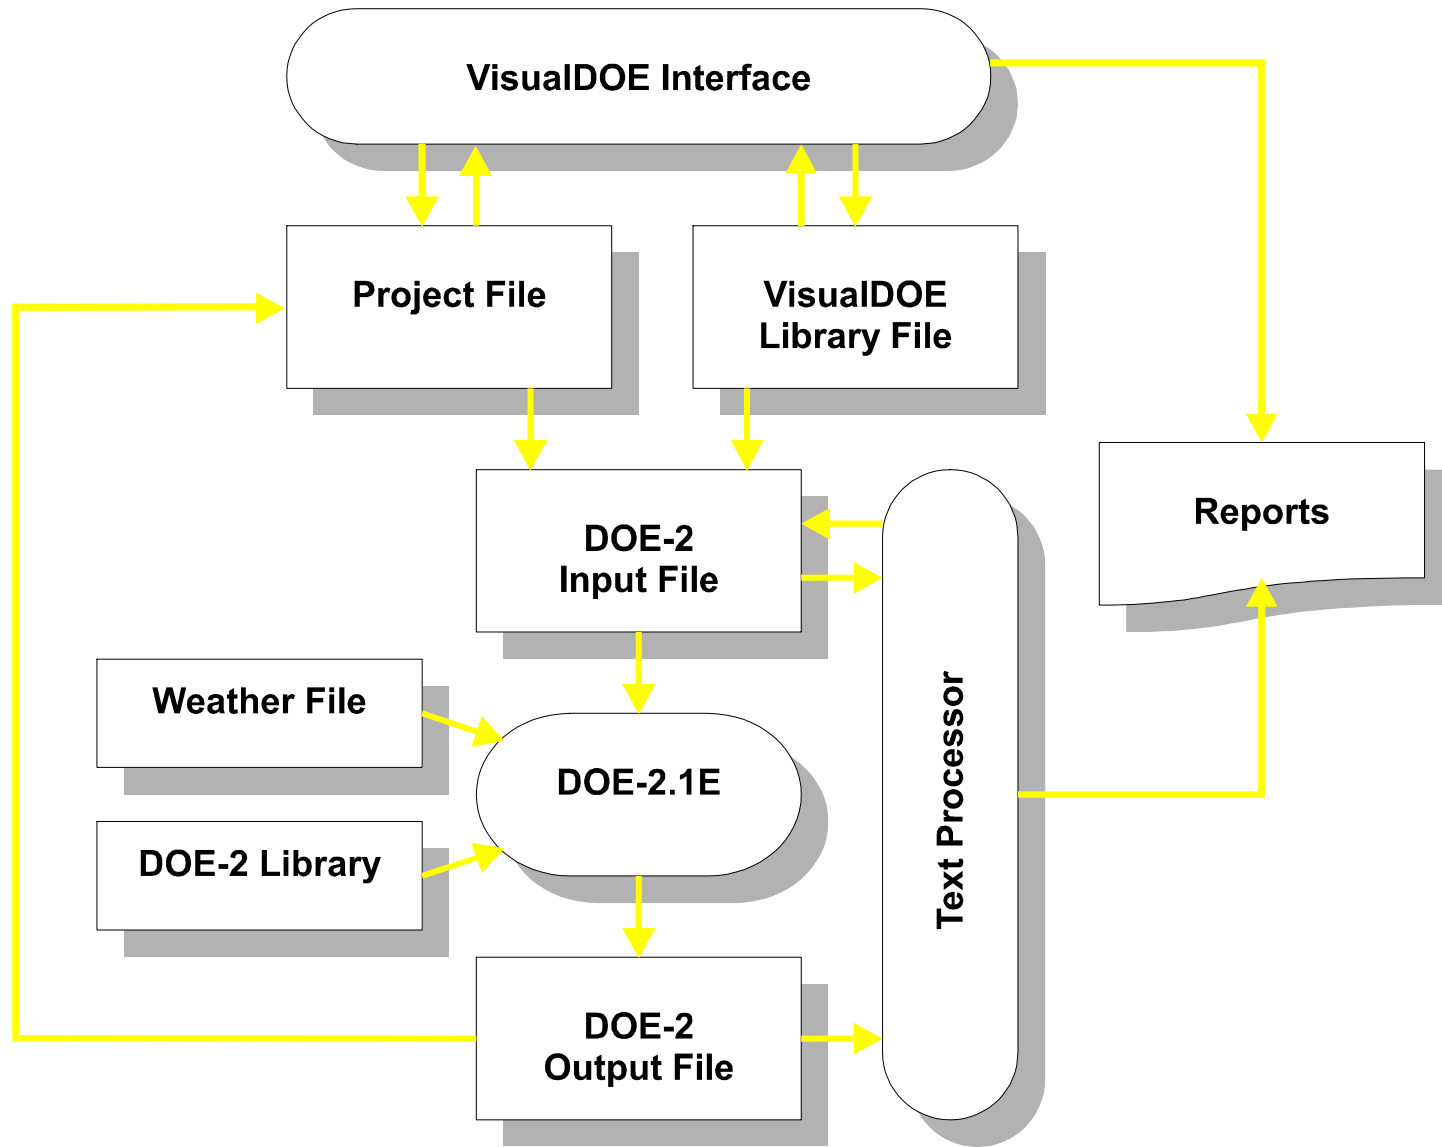 VisualDOE Interface
Project File
VisualDOE
Library File
Reports
DOE-2
Input File
Weather File
DOE-2.1E
Text Processor
DOE-2 Library
DOE-2
Output File